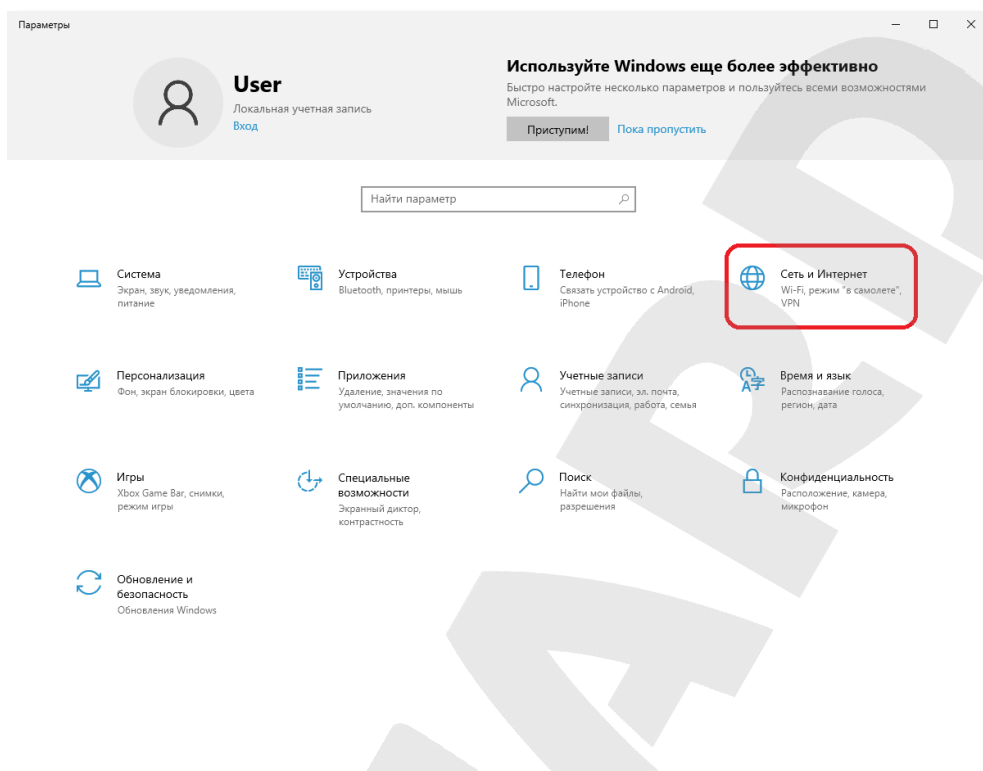 Параметры
User
Локальная учетная запись
Вход
Используйте Windows еще более эффективно
Быстро настройте несколько параметров и пользуйтесь всеми возможностями
Microsoft.
Приступим!
Пока пропустить
Найти параметр
Система
Экран, звук, уведомления,
питание
Устройства
Bluetooth, принтеры, мышь
Телефон
Связать устройство с Android,
iPhone
Сеть и Интернет
Wi-Fi, режим "в самолете",
VPN
Персонализация
Фон, экран блокировки, цвета
Приложения
Удаление, значения по
умолчанию, доп. компоненты
Учетные записи
Учетные записи, эл. почта,
синхронизация, работа, семья
Время и язык
Распознавание голоса,
регион, дата
Игры
Xbox Game Bar, снимки,
режим игры
Специальные
возможности
Экранный диктор,
контрастность
Поиск
Найти мои файлы,
разрешения
Конфиденциальность
Расположение, камера,
микрофон
Обновление и
безопасность
Обновления Windows